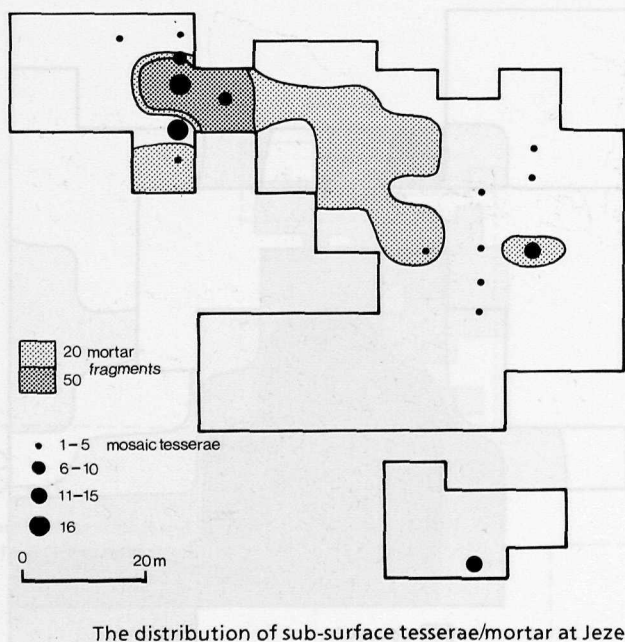 20 mortar
fragments
50
1–5 mosaic tesserae
6–10
11–15
16
0 20m
The distribution of sub-surface tesserae/mortar at Jeze